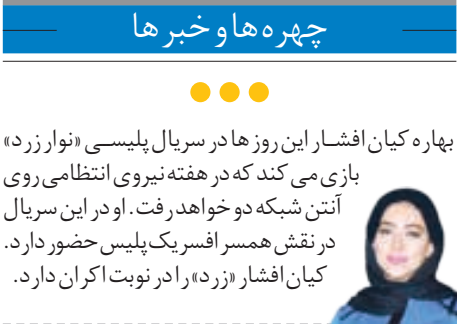 چهره‌ها و خبرها
بهاره کیان افشار این روزها در سریال پلیسی «نوار زرد»
بازی می کند که در هفته نیروی انتظامی روی
آنتن شبکه دو خواهد رفت. او در این سریال
در نقش همسر افسر یک پلیس حضور دارد.
کیان افشار «زرد» را در نوبت اکران دارد.